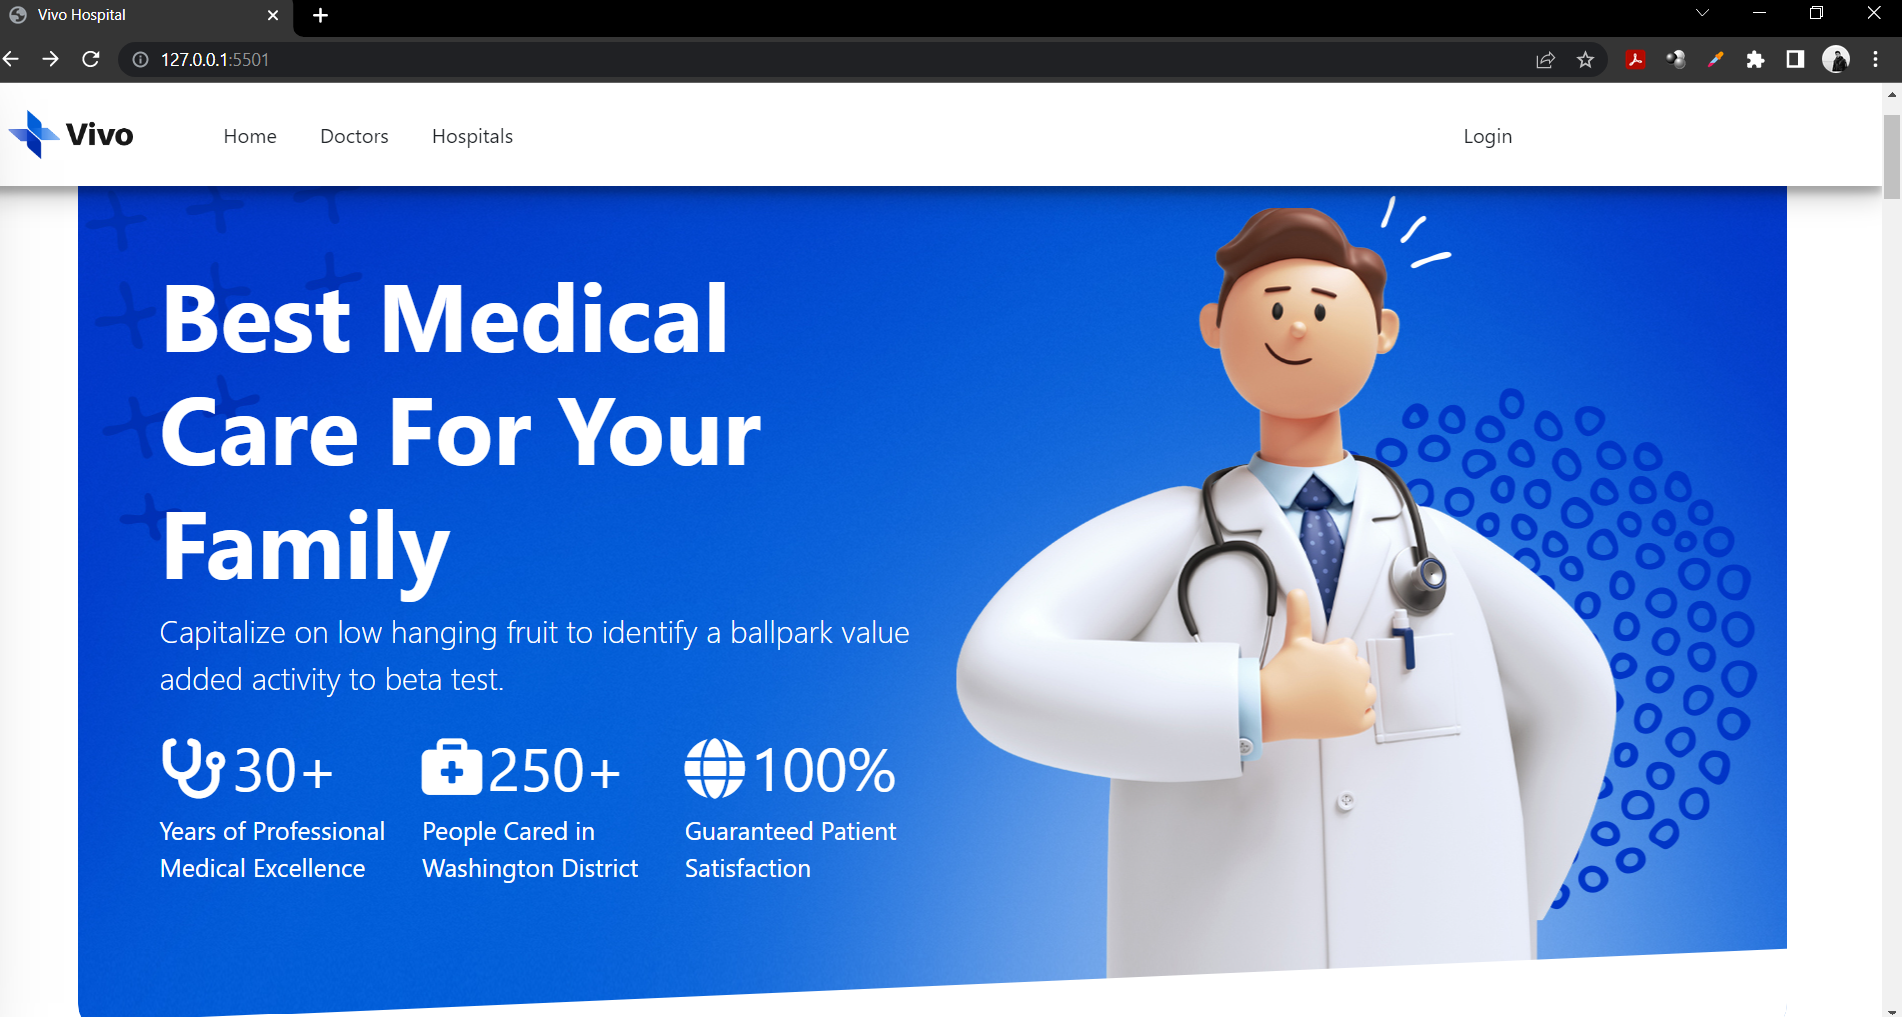 Vivo Hospital
127.0.0.1:5501
Vivo
Home Doctors Hospitals Login
Best Medical
Care For Your
Family
Capitalize on low hanging fruit to identify a ballpark value
added activity to beta test.
30+ 250+ 100%
Years of Professional People Cared in Guaranteed Patient
Medical Excellence Washington District Satisfaction